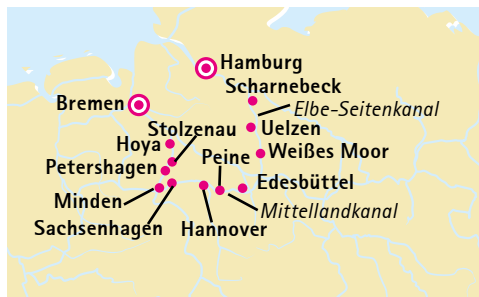 Hamburg
Scharnebeck
Bremen
Elbe-Seitenkanal
Stolzenau
Uelzen
Hoya
Peine
Weißes Moor
Petershagen
Edesbüttel
Minden
Mittellandkanal
Sachsenhagen
Hannover